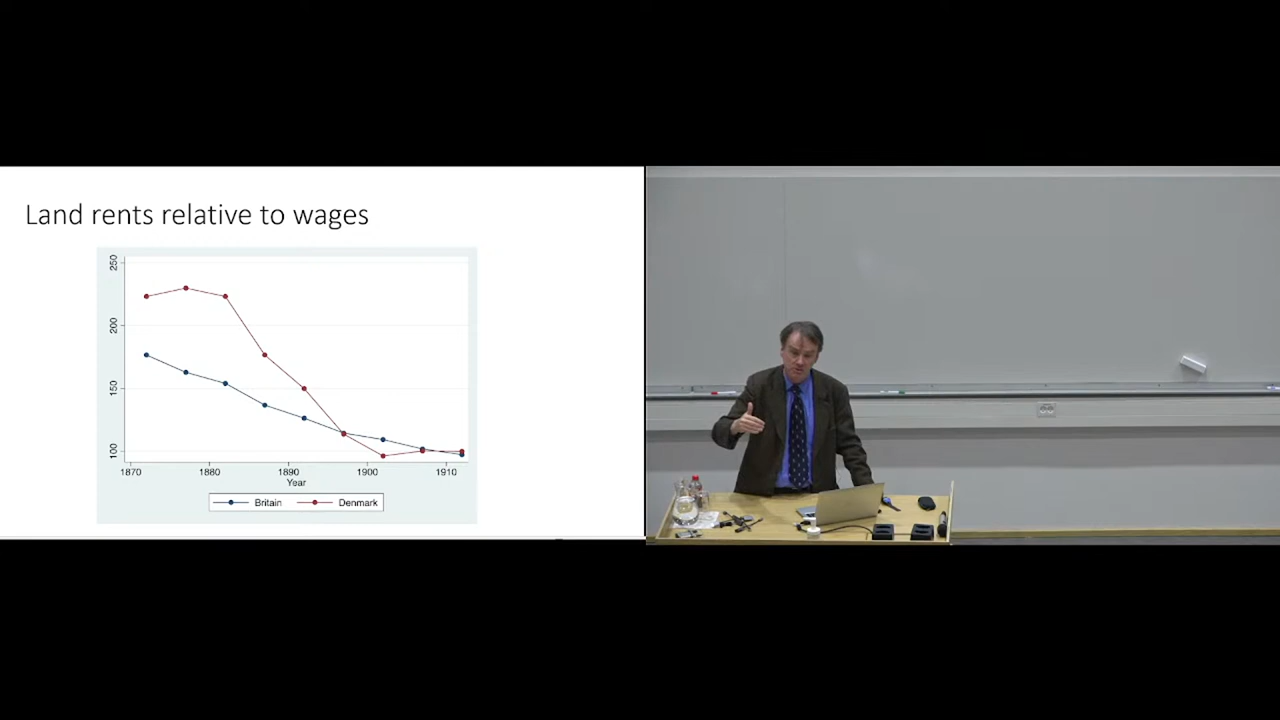 Land rents relative to wages
250
200
150
100
1870 1880 1890 1900 1910
Year
Britain Denmark